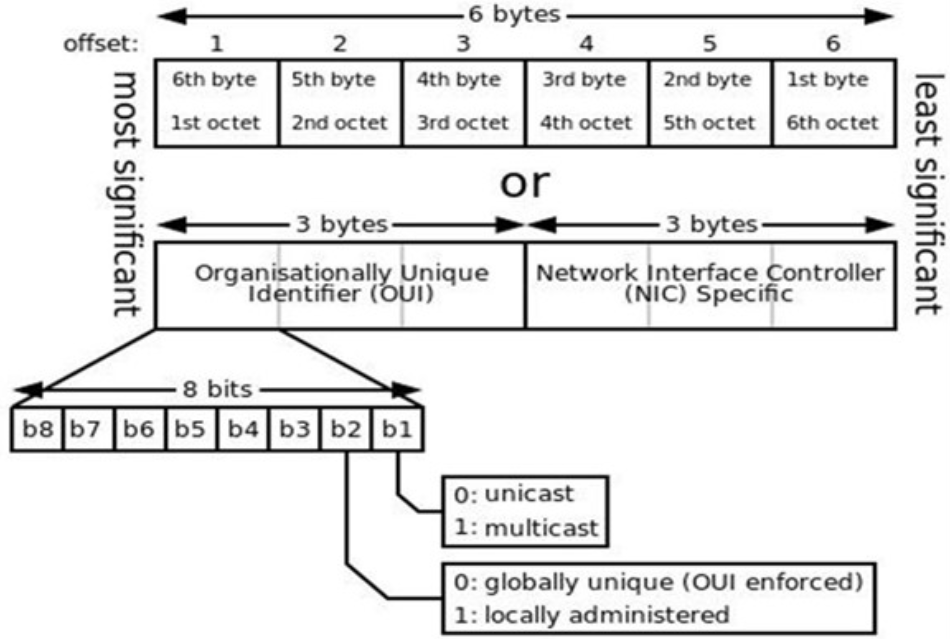 6 bytes
offset: 1 2 3 4 5 6
6th byte 5th byte 4th byte 3rd byte 2nd byte 1st byte
1st octet 2nd octet 3rd octet 4th octet 5th octet 6th octet
most significant
least significant
or
3 bytes 3 bytes
Organisationally Unique
Identifier (OUI)
Network Interface Controller
(NIC) Specific
8 bits
b8 b7 b6 b5 b4 b3 b2 b1
0: unicast
1: multicast
0: globally unique (OUI enforced)
1: locally administered